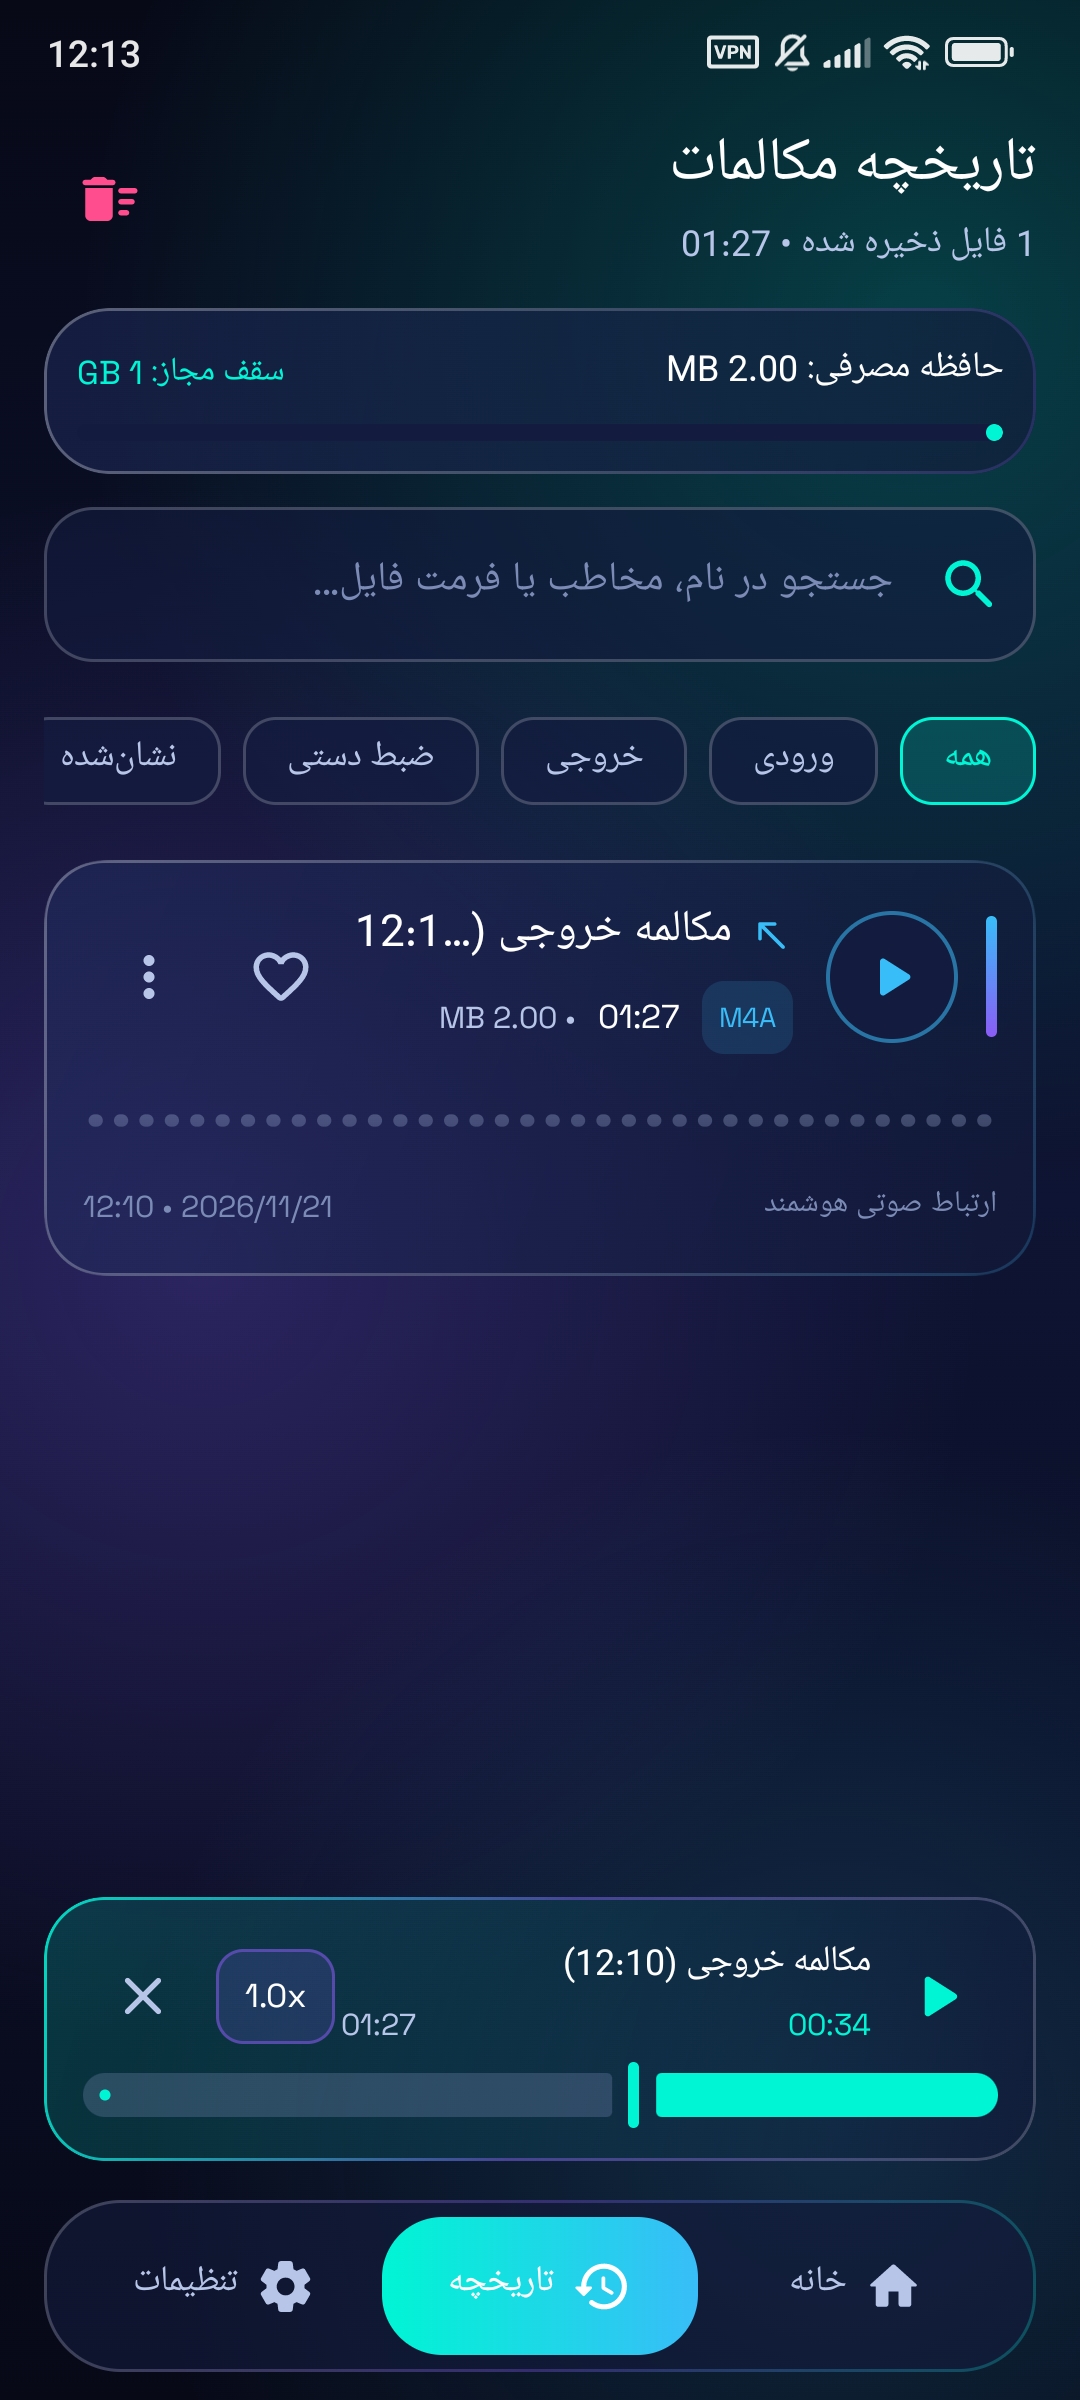 12:13
VPN
تاریخچه مکالمات
1 فایل ذخیره شده • 01:27
حافظه مصرفی: 2.00 MB
سقف مجاز: 1 GB
جستجو در نام، مخاطب یا فرمت فایل...
همه
ورودی
خروجی
ضبط دستی
نشان‌شده
مکالمه خروجی (...12:1
M4A
01:27 • 2.00 MB
ارتباط صوتی هوشمند
2026/11/21 • 12:10
مکالمه خروجی (12:10)
00:34
01:27
1.0x
خانه
تاریخچه
تنظیمات